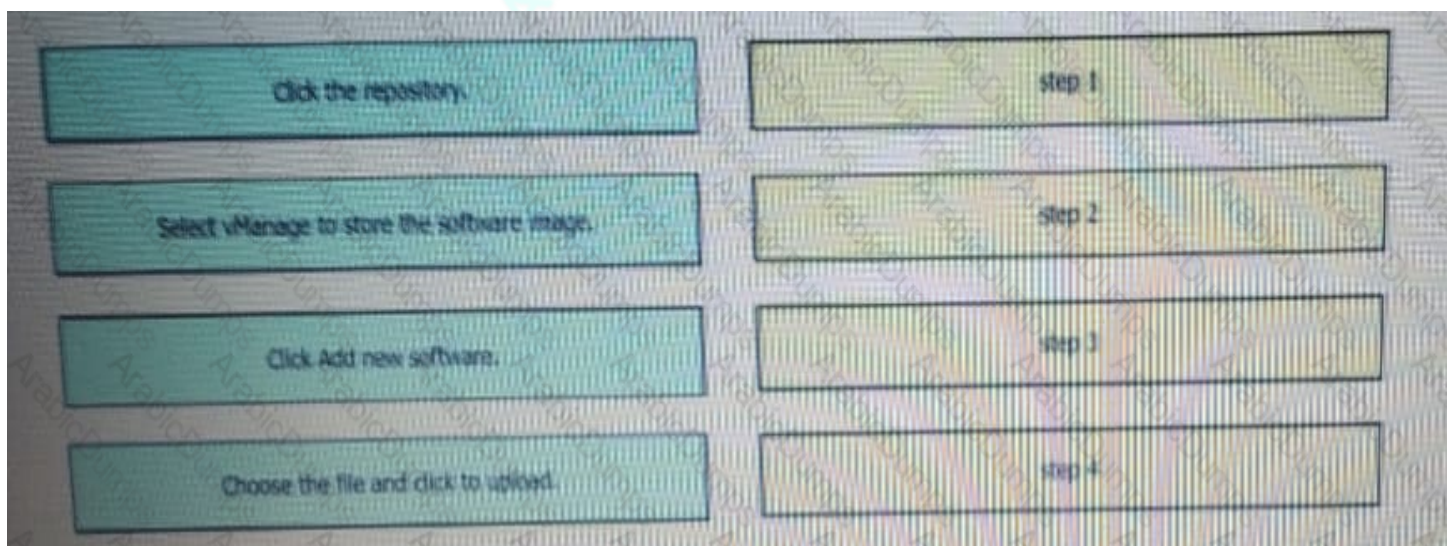 Click the repository.
step 1
Select vManage to store the software image.
step 2
Click Add new software.
step 3
Choose the file and click to upload.
step 4
ArabicDumps